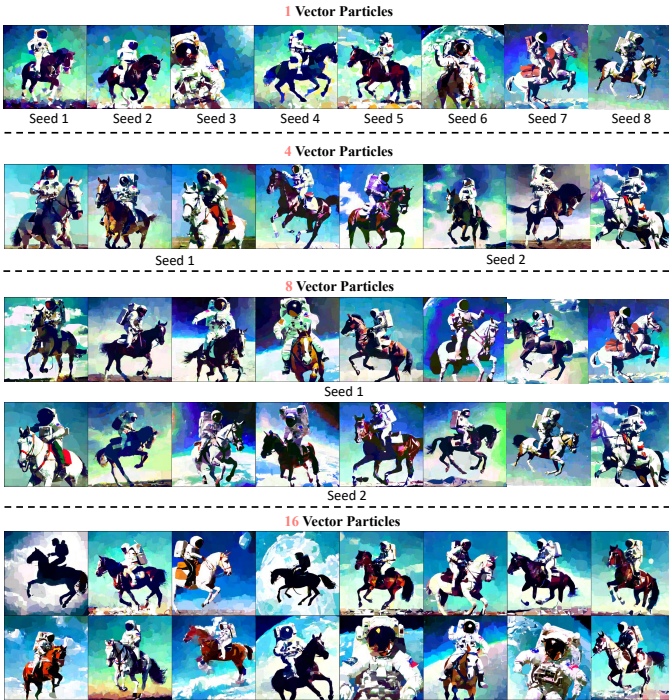 1 Vector Particles
Seed 1 Seed 2 Seed 3 Seed 4 Seed 5 Seed 6 Seed 7 Seed 8
4 Vector Particles
Seed 1 Seed 2
8 Vector Particles
Seed 1
Seed 2
16 Vector Particles